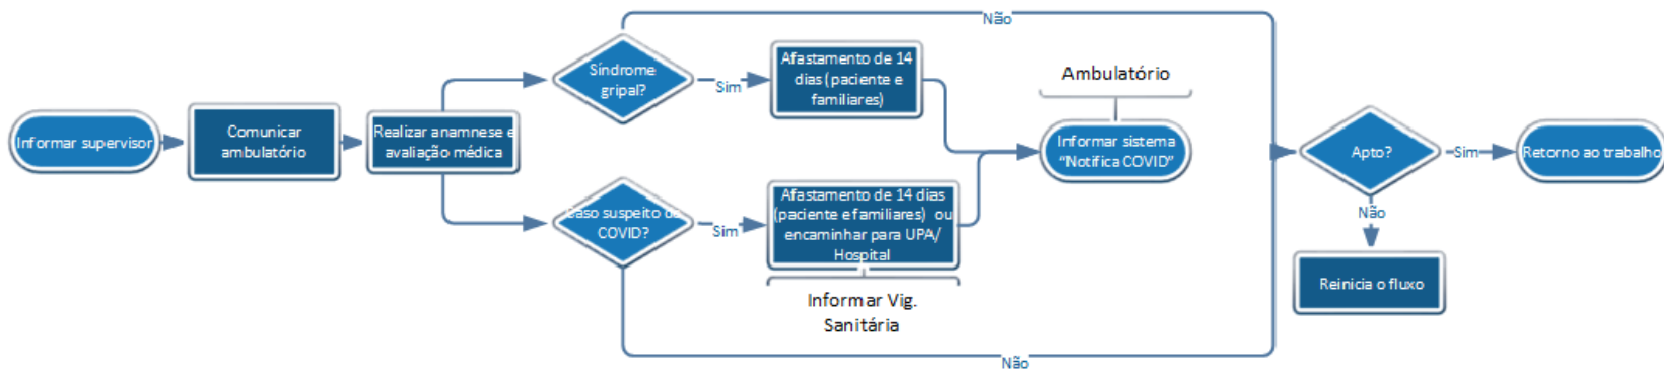 Informar supervisor
Comunicar
ambulatório
Realizar anamnese e
avaliação médica
Síndrome
gripal?
Sim
Não
Afastamento de 14
dias (paciente e
familiares)
Caso suspeito de
COVID?
Sim
Não
Afastamento de 14 dias
(paciente e familiares) ou
encaminhar para UPA/
Hospital
Informar Vig.
Sanitária
Ambulatório
Informar sistema
“Notifica COVID”
Apto?
Sim
Retorno ao trabalho
Não
Reinicia o fluxo